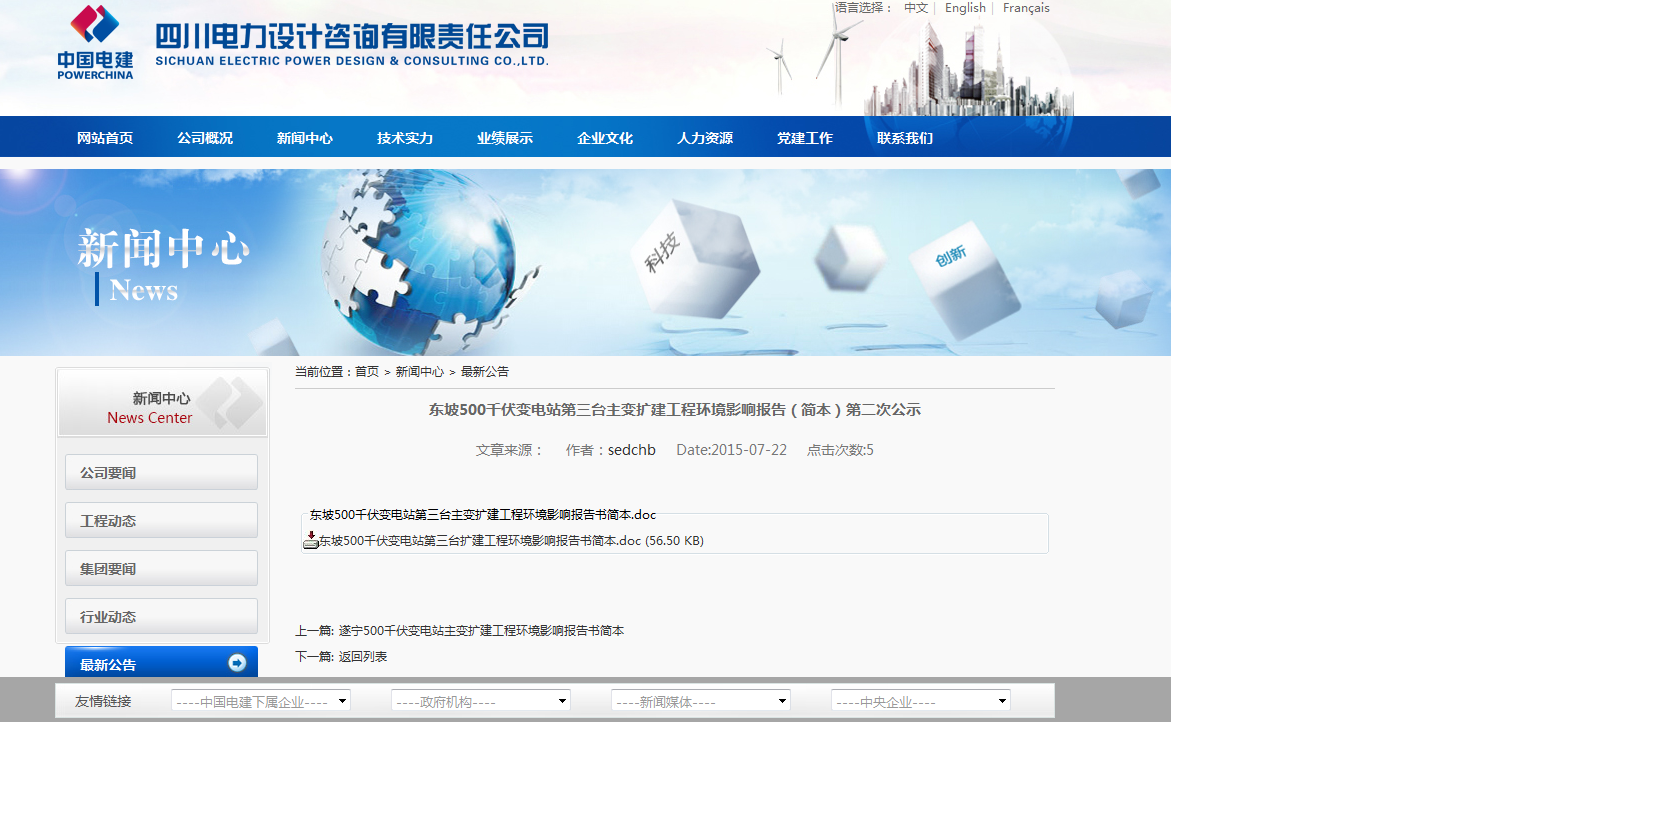 语言选择： 中文 | English | Français
中国电建
POWERCHINA
四川电力设计咨询有限责任公司
SICHUAN ELECTRIC POWER DESIGN & CONSULTING CO.,LTD.
网站首页 公司概况 新闻中心 技术实力 业绩展示 企业文化 人力资源 党建工作 联系我们
新闻中心
News
科技
创新
新闻中心
News Center
公司要闻
工程动态
集团要闻
行业动态
最新公告
当前位置：首页 > 新闻中心 > 最新公告
东坡500千伏变电站第三台主变扩建工程环境影响报告（简本）第二次公示
文章来源： 作者：sedchb Date:2015-07-22 点击次数:5
东坡500千伏变电站第三台主变扩建工程环境影响报告书简本.doc
东坡500千伏变电站第三台扩建工程环境影响报告书简本.doc (56.50 KB)
上一篇: 遂宁500千伏变电站主变扩建工程环境影响报告书简本
下一篇: 返回列表
友情链接 ----中国电建下属企业---- ----政府机构---- ----新闻媒体---- ----中央企业----